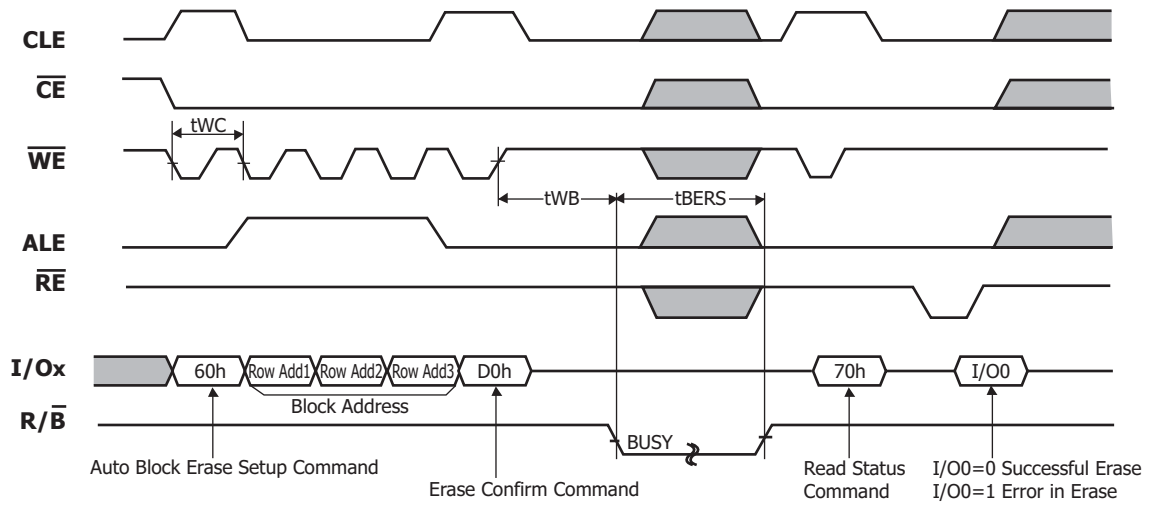 CLE
CE
tWC
WE
tWB
tBERS
ALE
RE
I/Ox
60h
Row Add1
Row Add2
Row Add3
D0h
70h
I/O0
Block Address
R/B
BUSY
Auto Block Erase Setup Command
Erase Confirm Command
Read Status
Command
I/O0=0 Successful Erase
I/O0=1 Error in Erase